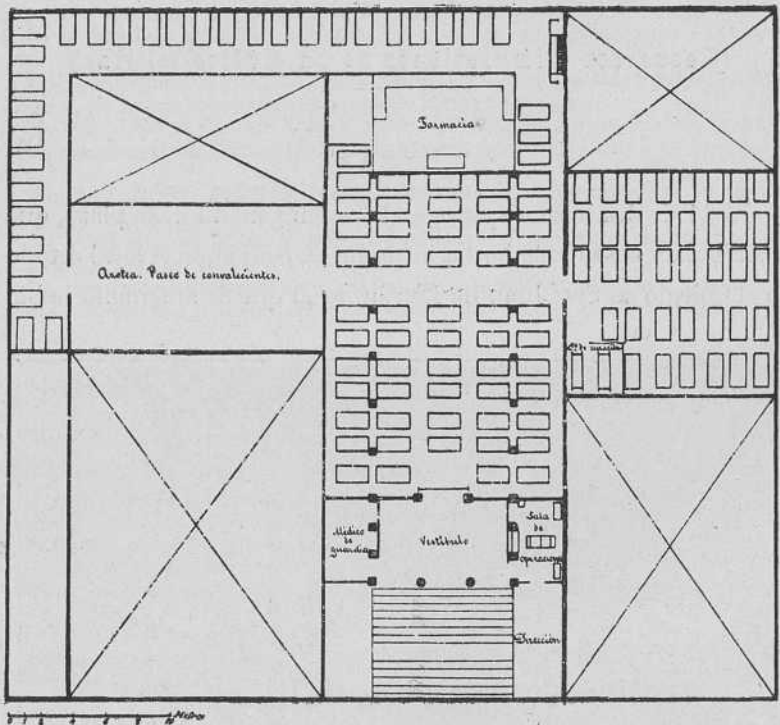 Farmacia
Azotea. Paseo de convalecientes.
Médico
de
guardia
Vestíbulo
Sala
de
operaciones
Dirección
Metros